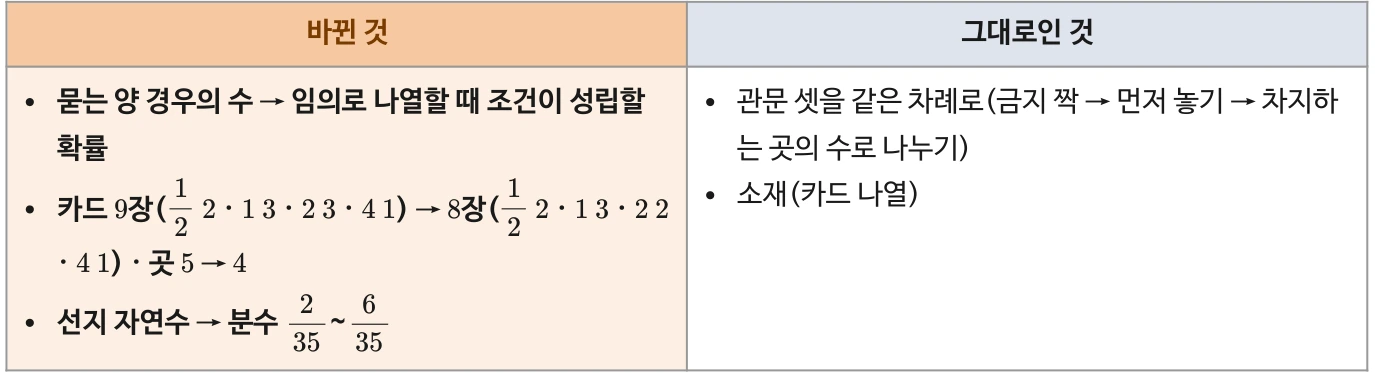 바뀐 것
그대로인 것
• 묻는 양 경우의 수 → 임의로 나열할 때 조건이 성립할
확률
• 카드 9장(1/2 2 · 1 3 · 2 3 · 4 1) → 8장(1/2 2 · 1 3 · 2 2
· 4 1) · 곳 5 → 4
• 선지 자연수 → 분수 2/35 ~ 6/35
• 관문 셋을 같은 차례로(금지 짝 → 먼저 놓기 → 차지하
는 곳의 수로 나누기)
• 소재(카드 나열)